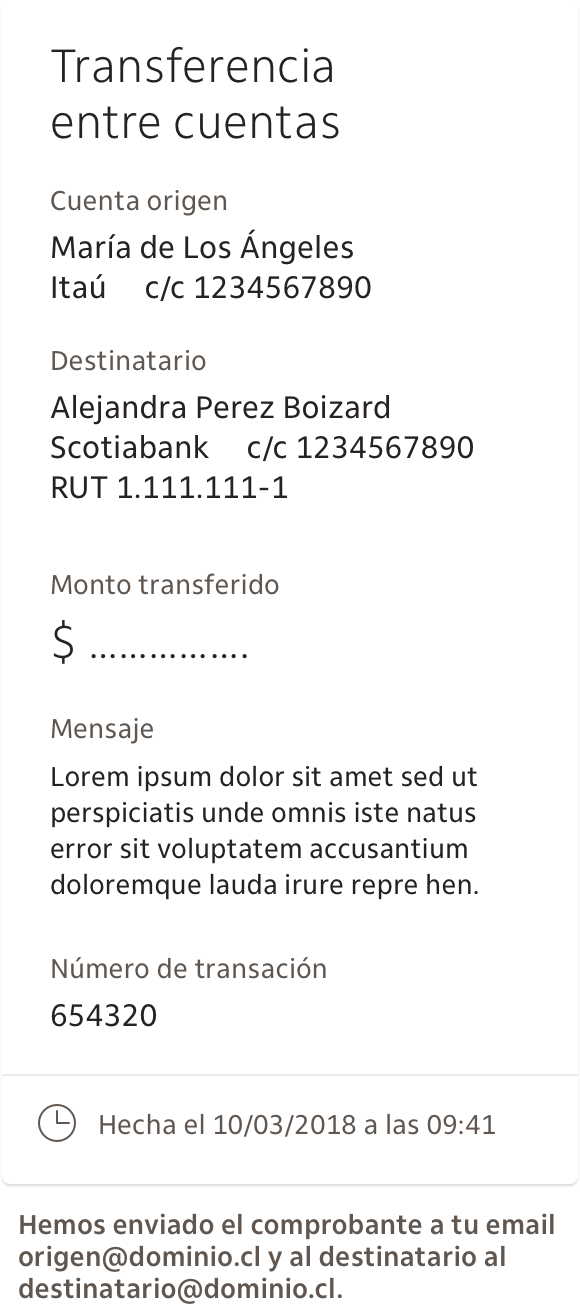 Transferencia
entre cuentas
Cuenta origen
María de Los Ángeles
Itaú c/c 1234567890
Destinatario
Alejandra Perez Boizard
Scotiabank c/c 1234567890
RUT 1.111.111-1
Monto transferido
$ ................
Mensaje
Lorem ipsum dolor sit amet sed ut
perspiciatis unde omnis iste natus
error sit voluptatem accusantium
doloremque lauda irure repre hen.
Número de transación
654320
Hecha el 10/03/2018 a las 09:41
Hemos enviado el comprobante a tu email
origen@dominio.cl y al destinatario al
destinatario@dominio.cl.